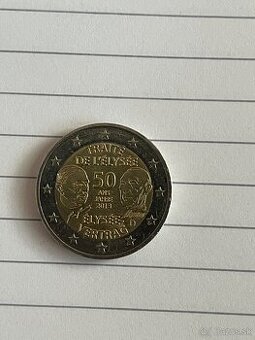 TRAITÉ
DE L'ÉLYSÉE
50
ANS
JAHRE
2013
ÉLYSÉE-
VERTRAG
D